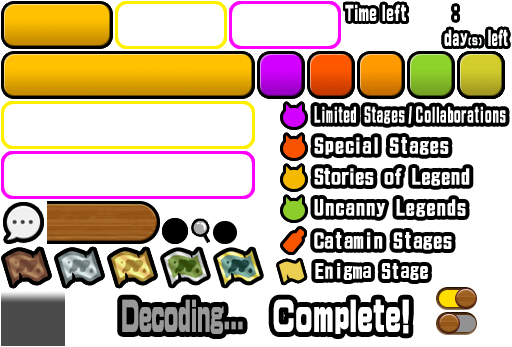 Time left 8
day(s) left
Limited Stages/Collaborations
Special Stages
Stories of Legend
Uncanny Legends
Catamin Stages
Enigma Stage
Decoding... Complete!